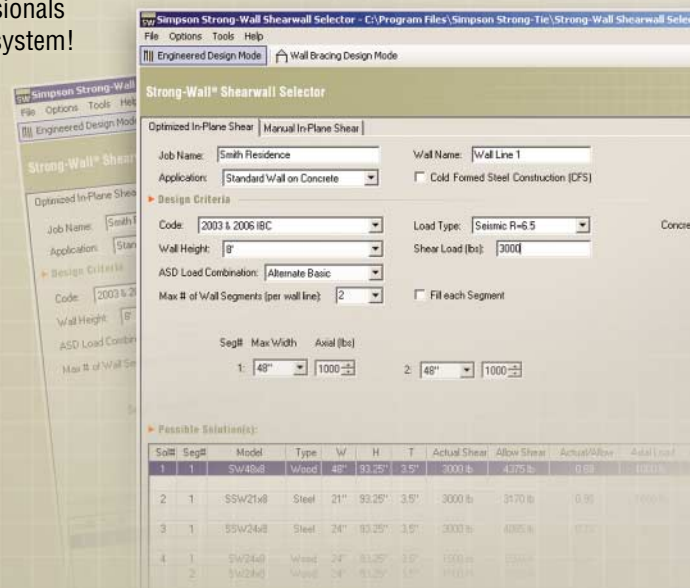 sionals
ystem!
Simpson Strong-Wall Shearwall Selector - C:\Program Files\Simpson Strong-Tie\Strong-Wall Shearwall Selec
File Options Tools Help
Engineered Design Mode Wall Bracing Design Mode
Strong-Wall® Shearwall Selector
Optimized In-Plane Shear Manual In-Plane Shear
Job Name: Smith Residence Wall Name: Wall Line 1
Application: Standard Wall on Concrete Cold Formed Steel Construction (CFS)
Design Criteria
Code: 2003 & 2006 IBC Load Type: Seismic R=6.5 Concre
Wall Height: 8' Shear Load (lbs): 3000
ASD Load Combination: Alternate Basic
Max # of Wall Segments (per wall line): 2 Fill each Segment
Seg# Max Width Axial (lbs)
1: 48" 1000 2: 48" 1000
Possible Solution(s):
Sol# Seg# Model Type W H T Actual Shear Allow Shear Actual/Allow Axial Load
1 1 SW48x8 Wood 48" 93.25" 3.5" 3000 lb 4375 lb 0.69 1000 lb
2 1 SSW21x8 Steel 21" 93.25" 3.5" 3000 lb 3170 lb
3 1 SSW24x8 Steel 24" 93.25" 3.5" 3000 lb
4 1 SW24x8 Wood 24" 93.25" 3.5"
2 SW24x8 Wood 24" 93.25"
Simpson Strong-Wall
File Options Tools Help
Engineered Design Mode
Strong-Wall® Shear
Optimized In-Plane Shea
Job Name: Smith
Application: Stan
Design Criteria
Code: 2003 & 20
Wall Height: 8'
ASD Load Combin
Max # of Wall Se